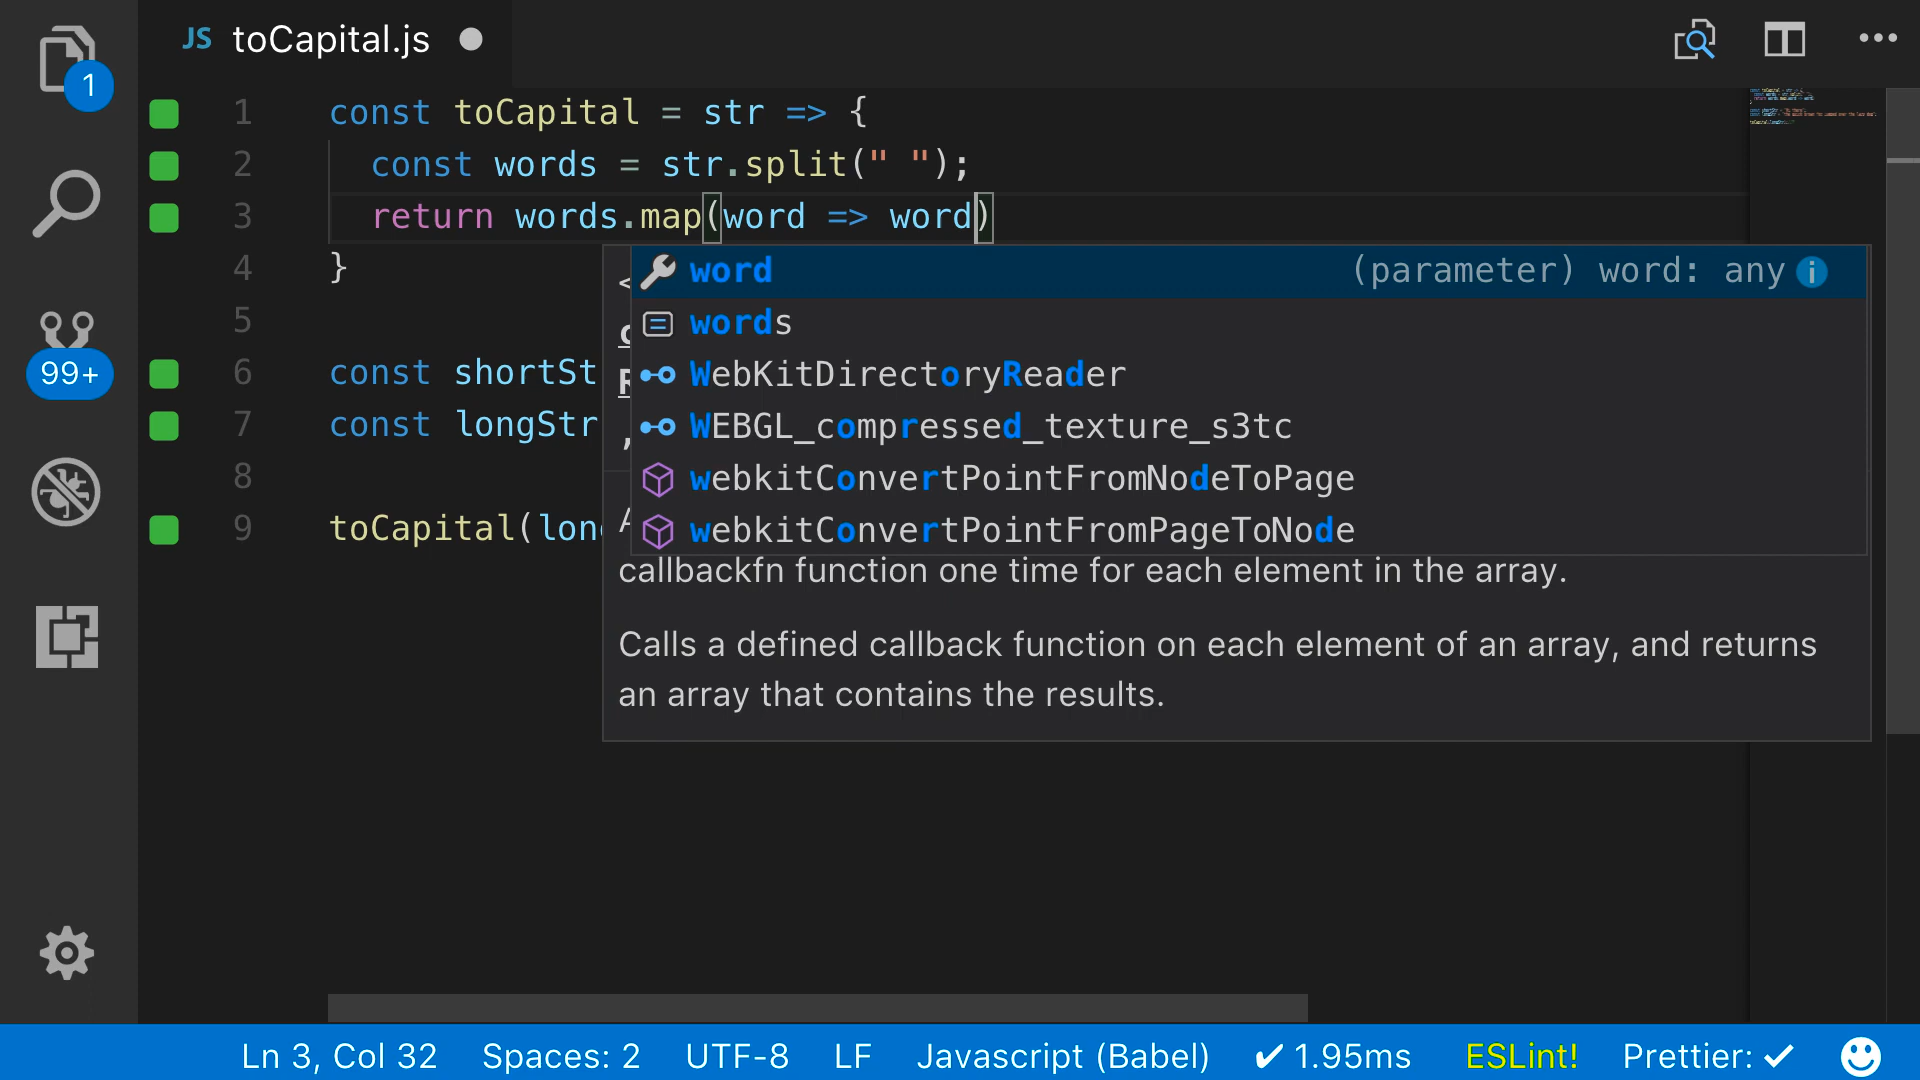 JS toCapital.js
1
1 const toCapital = str => {
2 const words = str.split(" ");
3 return words.map(word => word)
4 }
word (parameter) word: any
words
5
WebKitDirectoryReader
6 const shortSt
99+
WEBGL_compressed_texture_s3tc
7 const longStr
webkitConvertPointFromNodeToPage
8
webkitConvertPointFromPageToNode
9 toCapital(lon
callbackfn function one time for each element in the array.
Calls a defined callback function on each element of an array, and returns
an array that contains the results.
Ln 3, Col 32 Spaces: 2 UTF-8 LF Javascript (Babel) ✔ 1.95ms ESLint! Prettier: ✓